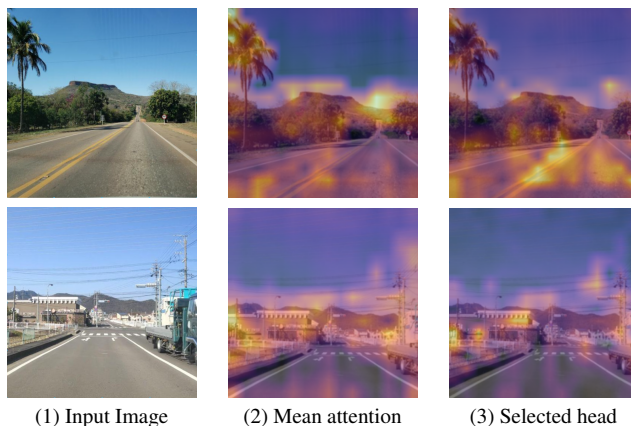 (1) Input Image
(2) Mean attention
(3) Selected head